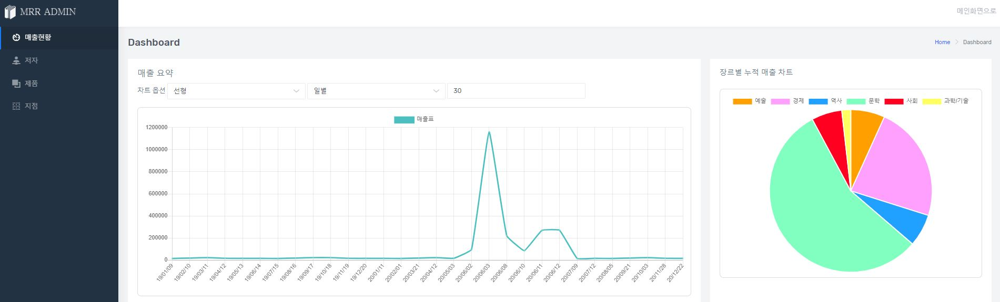 MRR ADMIN
메인화면으로
매출현황
저자
제품
지점
Dashboard
Home > Dashboard
매출 요약
차트 옵션 선형 일별 30
매출표
1200000
1000000
800000
600000
400000
200000
0
19/01/09 19/02/10 19/03/11 19/04/12 19/05/13 19/06/14 19/07/15 19/08/16 19/09/17 19/10/18 19/11/19 19/12/20 20/01/11 20/02/01 20/03/21 20/04/12 20/05/03 20/06/02 20/06/03 20/06/08 20/06/10 20/06/11 20/06/12 20/07/09 20/07/12 20/08/05 20/09/21 20/10/03 20/11/28 20/12/22
장르별 누적 매출 차트
예술 경제 역사 문학 사회 과학/기술